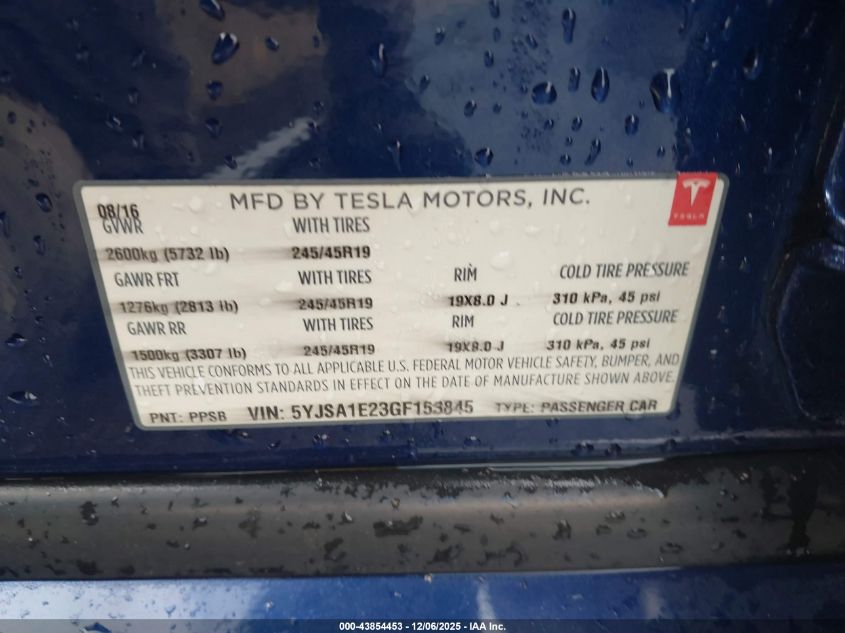 08/16
MFD BY TESLA MOTORS, INC.
TESLA
GVWR WITH TIRES
2600kg (5732 lb) 245/45R19
GAWR FRT WITH TIRES RIM COLD TIRE PRESSURE
1276kg (2813 lb) 245/45R19 19X8.0 J 310 kPa, 45 psi
GAWR RR WITH TIRES RIM COLD TIRE PRESSURE
1500kg (3307 lb) 245/45R19 19X8.0 J 310 kPa, 45 psi
THIS VEHICLE CONFORMS TO ALL APPLICABLE U.S. FEDERAL MOTOR VEHICLE SAFETY, BUMPER, AND
THEFT PREVENTION STANDARDS IN EFFECT ON THE DATE OF MANUFACTURE SHOWN ABOVE.
PNT: PPSB VIN: 5YJSA1E23GF153845 TYPE: PASSENGER CAR
000-43854453 - 12/06/2025 - IAA Inc.